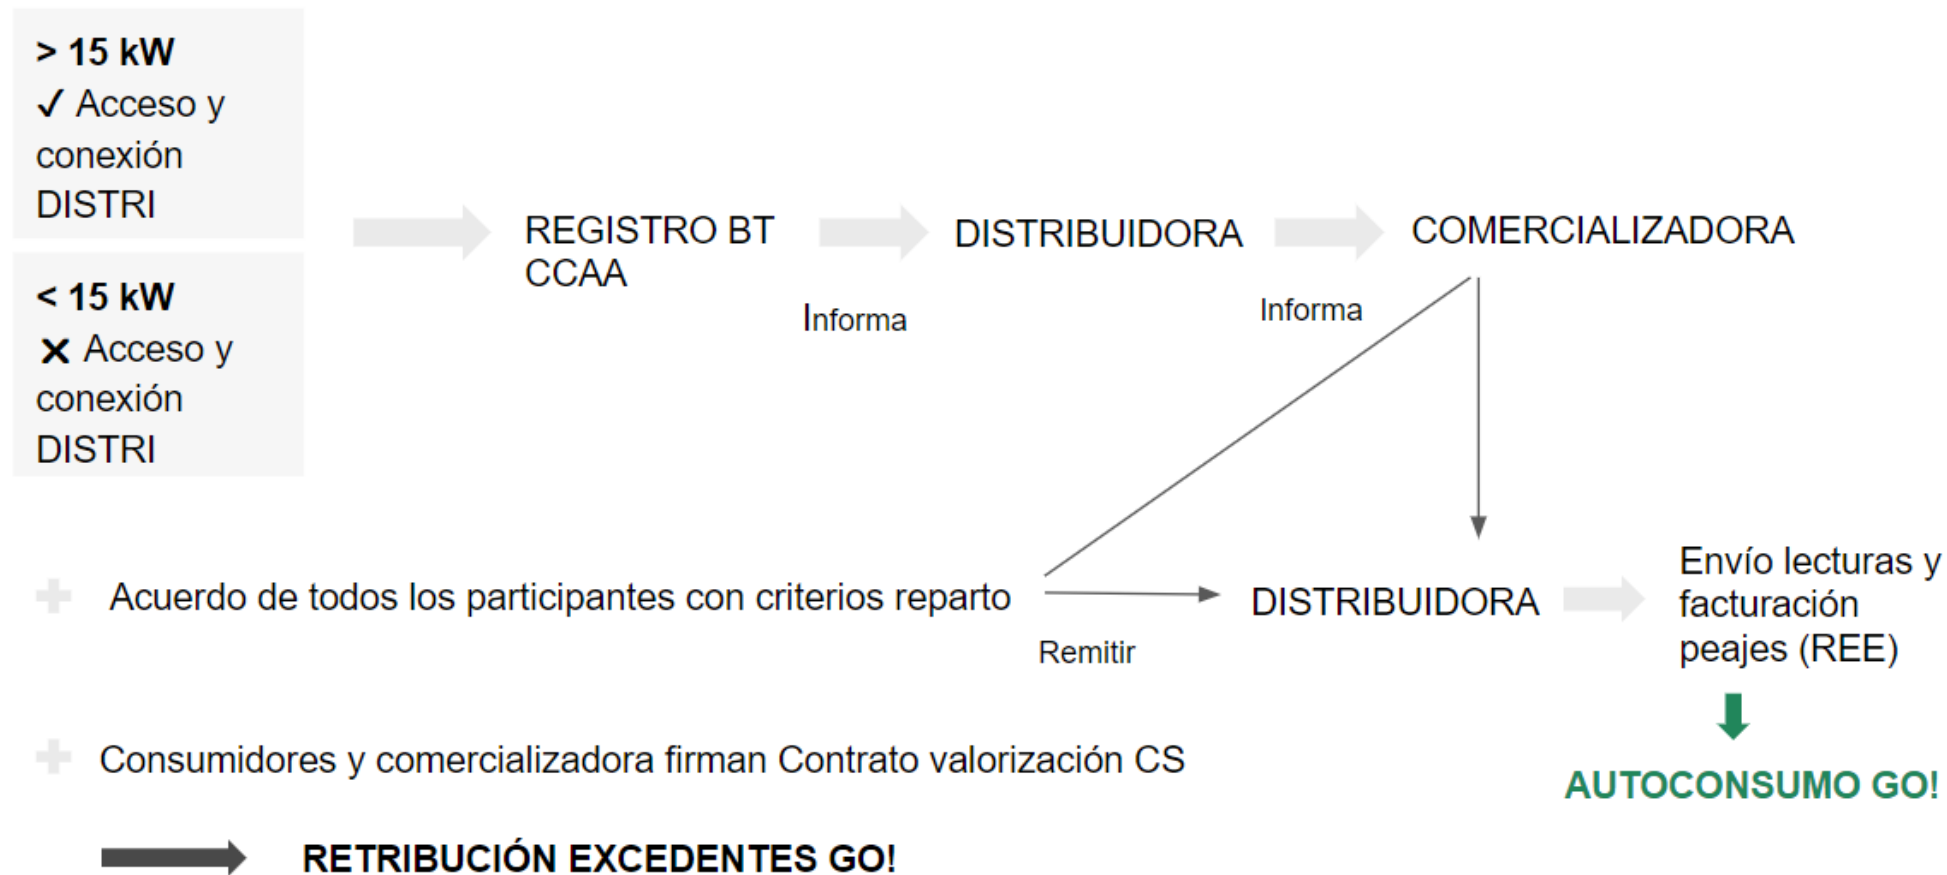 > 15 kW
✓ Acceso y
conexión
DISTRI
< 15 kW
✕ Acceso y
conexión
DISTRI
REGISTRO BT
CCAA
Informa
DISTRIBUIDORA
Informa
COMERCIALIZADORA
Acuerdo de todos los participantes con criterios reparto
Remitir
DISTRIBUIDORA
Envío lecturas y
facturación
peajes (REE)
Consumidores y comercializadora firman Contrato valorización CS
AUTOCONSUMO GO!
RETRIBUCIÓN EXCEDENTES GO!